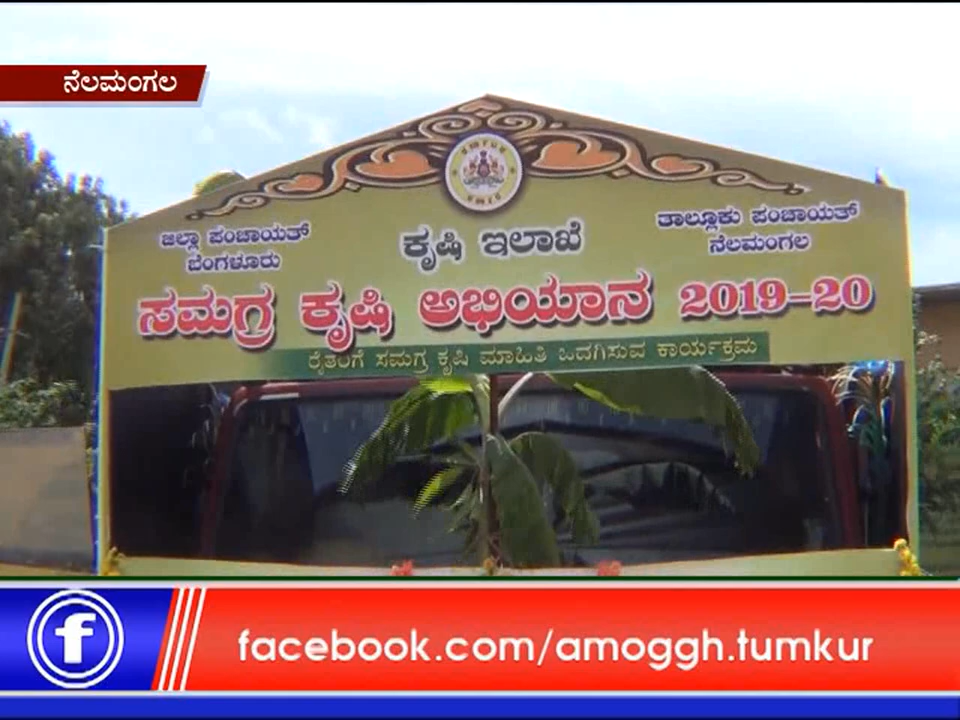 ನೆಲಮಂಗಲ
ಜಿಲ್ಲಾ ಪಂಚಾಯತ್
ಬೆಂಗಳೂರು
ಕೃಷಿ ಇಲಾಖೆ
ತಾಲ್ಲೂಕು ಪಂಚಾಯತ್
ನೆಲಮಂಗಲ
ಸಮಗ್ರ ಕೃಷಿ ಅಭಿಯಾನ 2019-20
ರೈತರಿಗೆ ಸಮಗ್ರ ಕೃಷಿ ಮಾಹಿತಿ ಒದಗಿಸುವ ಕಾರ್ಯಕ್ರಮ
facebook.com/amoggh.tumkur